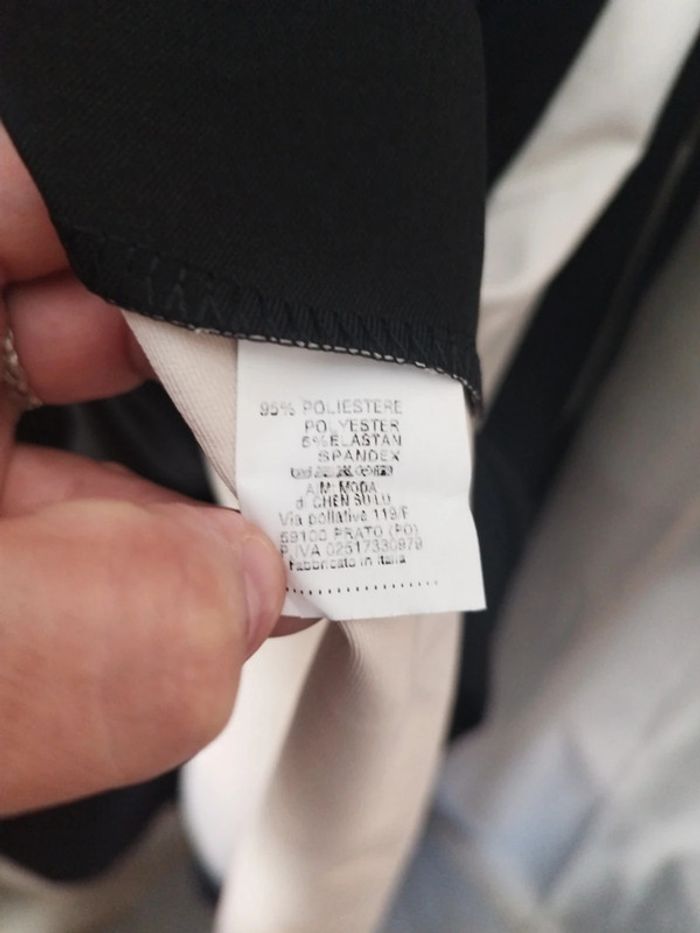 95% POLIESTERE
POLYESTER
5%ELASTAN
SPANDEX
A.M. MODA
di CHEN SU LU
Via pollative 119/F
59100 PRATO (PO)
P.IVA 02517330979
Fabbricato in Italia